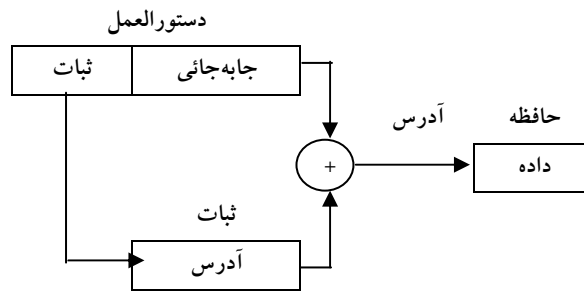 دستورالعمل
ثبات جابه‌جائی
آدرس حافظه
+ داده
ثبات
آدرس